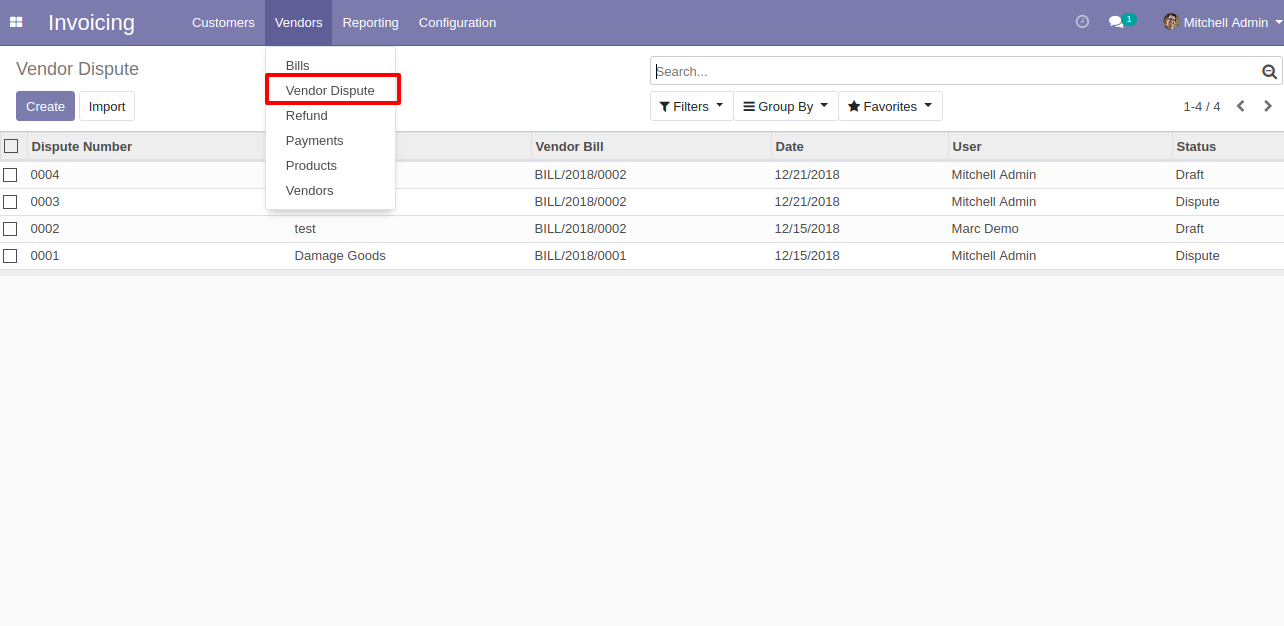 Invoicing Customers Vendors Reporting Configuration 1 Mitchell Admin
Vendor Dispute
Search...
Create Import
Filters Group By Favorites 1-4 / 4
Bills
Vendor Dispute
Refund
Payments
Products
Vendors
Dispute Number Vendor Bill Date User Status
0004 BILL/2018/0002 12/21/2018 Mitchell Admin Draft
0003 BILL/2018/0002 12/21/2018 Mitchell Admin Dispute
0002 test BILL/2018/0002 12/15/2018 Marc Demo Draft
0001 Damage Goods BILL/2018/0001 12/15/2018 Mitchell Admin Dispute